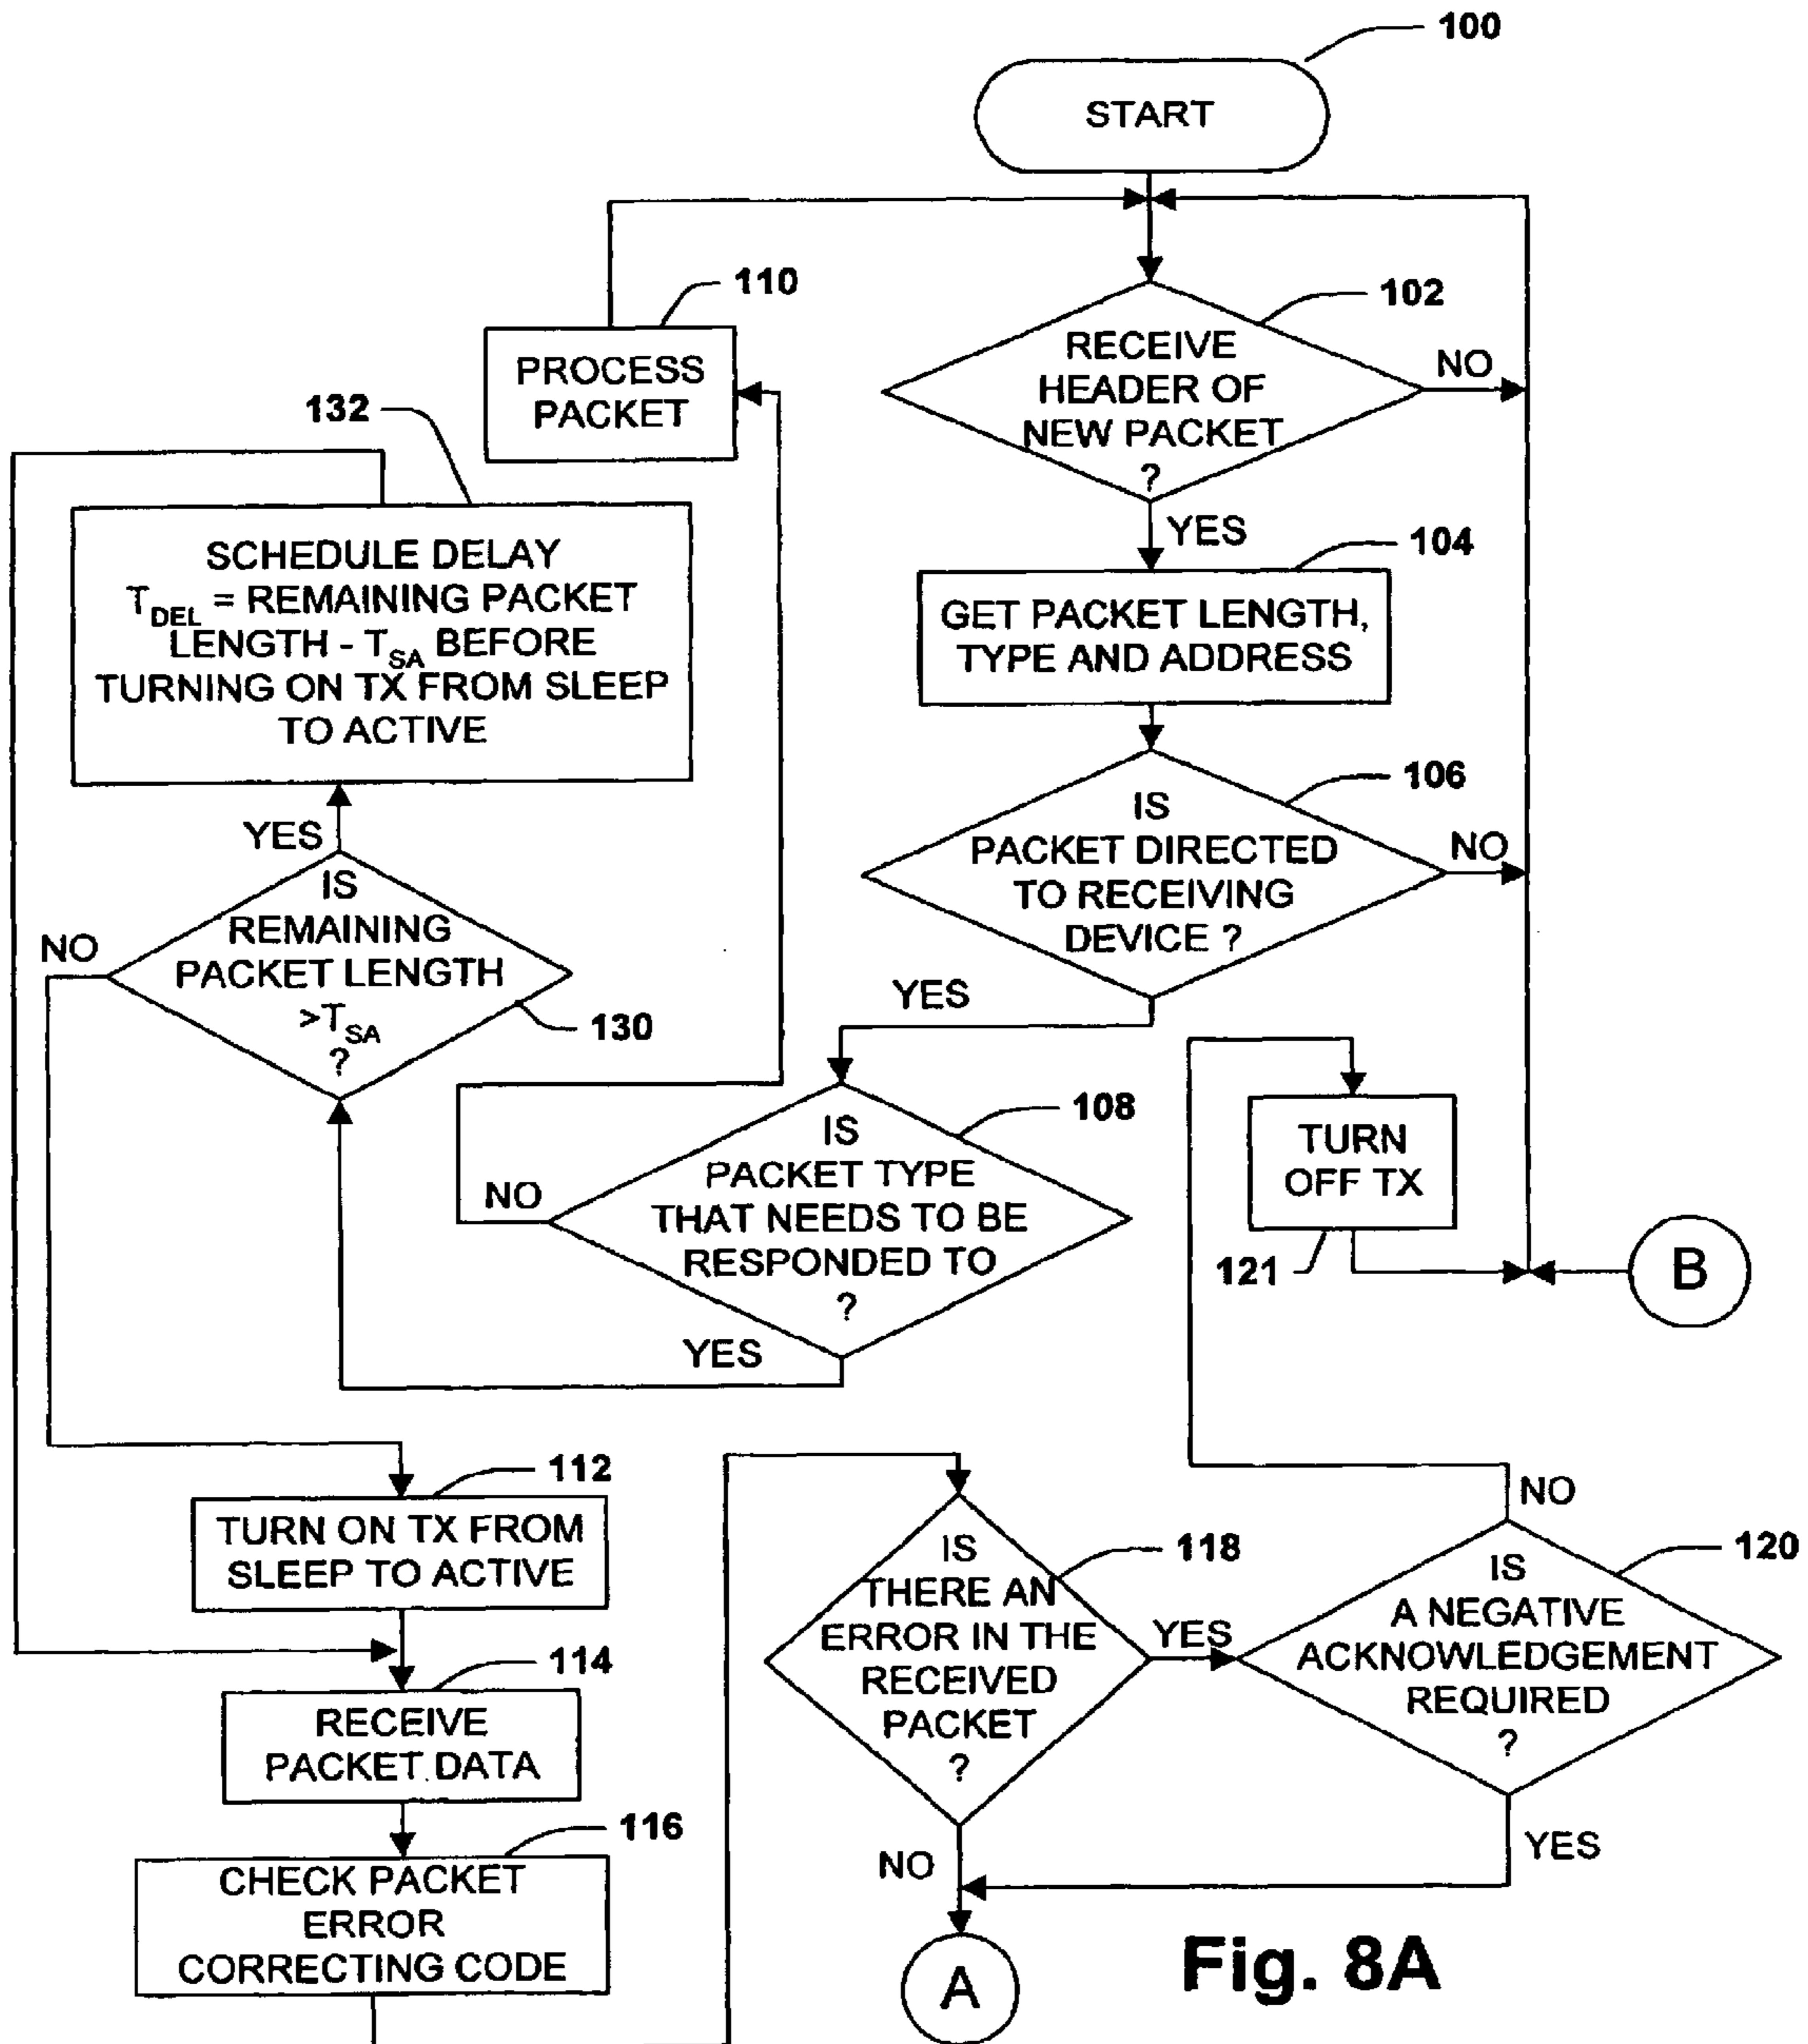 100
START
110
102
RECEIVE
HEADER OF
NEW PACKET
?
NO
PROCESS
PACKET
132
YES
104
SCHEDULE DELAY
T_DEL = REMAINING PACKET
LENGTH - T_SA BEFORE
TURNING ON TX FROM SLEEP
TO ACTIVE
GET PACKET LENGTH,
TYPE AND ADDRESS
106
IS
PACKET DIRECTED
TO RECEIVING
DEVICE ?
NO
YES
YES
IS
REMAINING
PACKET LENGTH
>T_SA
?
NO
130
108
IS
PACKET TYPE
THAT NEEDS TO BE
RESPONDED TO
?
NO
YES
TURN
OFF TX
121
B
112
TURN ON TX FROM
SLEEP TO ACTIVE
114
RECEIVE
PACKET DATA
116
CHECK PACKET
ERROR
CORRECTING CODE
118
IS
THERE AN
ERROR IN THE
RECEIVED
PACKET
?
YES
NO
NO
120
IS
A NEGATIVE
ACKNOWLEDGEMENT
REQUIRED
?
YES
A
Fig. 8A